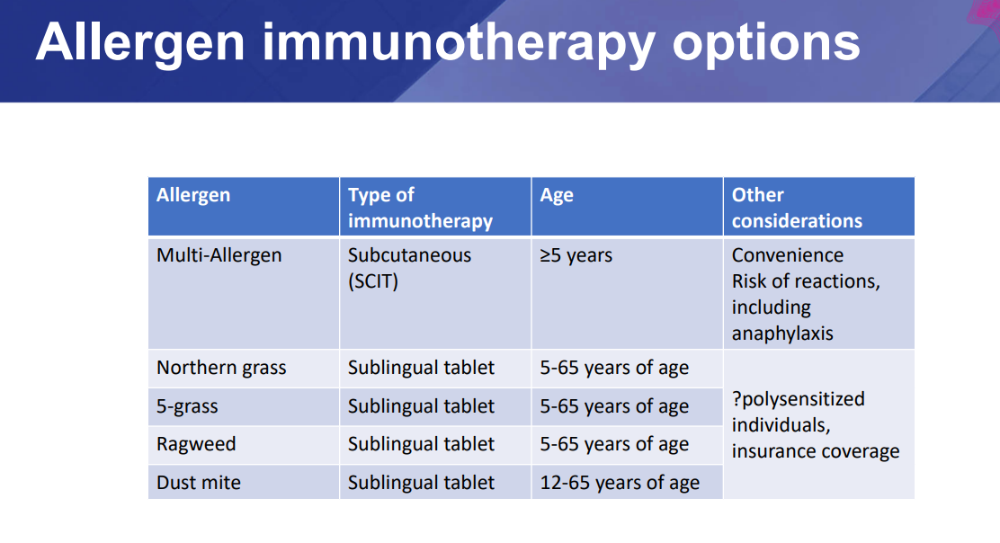 Allergen immunotherapy options
Allergen
Type of
immunotherapy
Age
Other
considerations
Multi-Allergen
Subcutaneous
(SCIT)
≥5 years
Convenience
Risk of reactions,
including
anaphylaxis
Northern grass
Sublingual tablet
5-65 years of age
?polysensitized
individuals,
insurance coverage
5-grass
Sublingual tablet
5-65 years of age
Ragweed
Sublingual tablet
5-65 years of age
Dust mite
Sublingual tablet
12-65 years of age